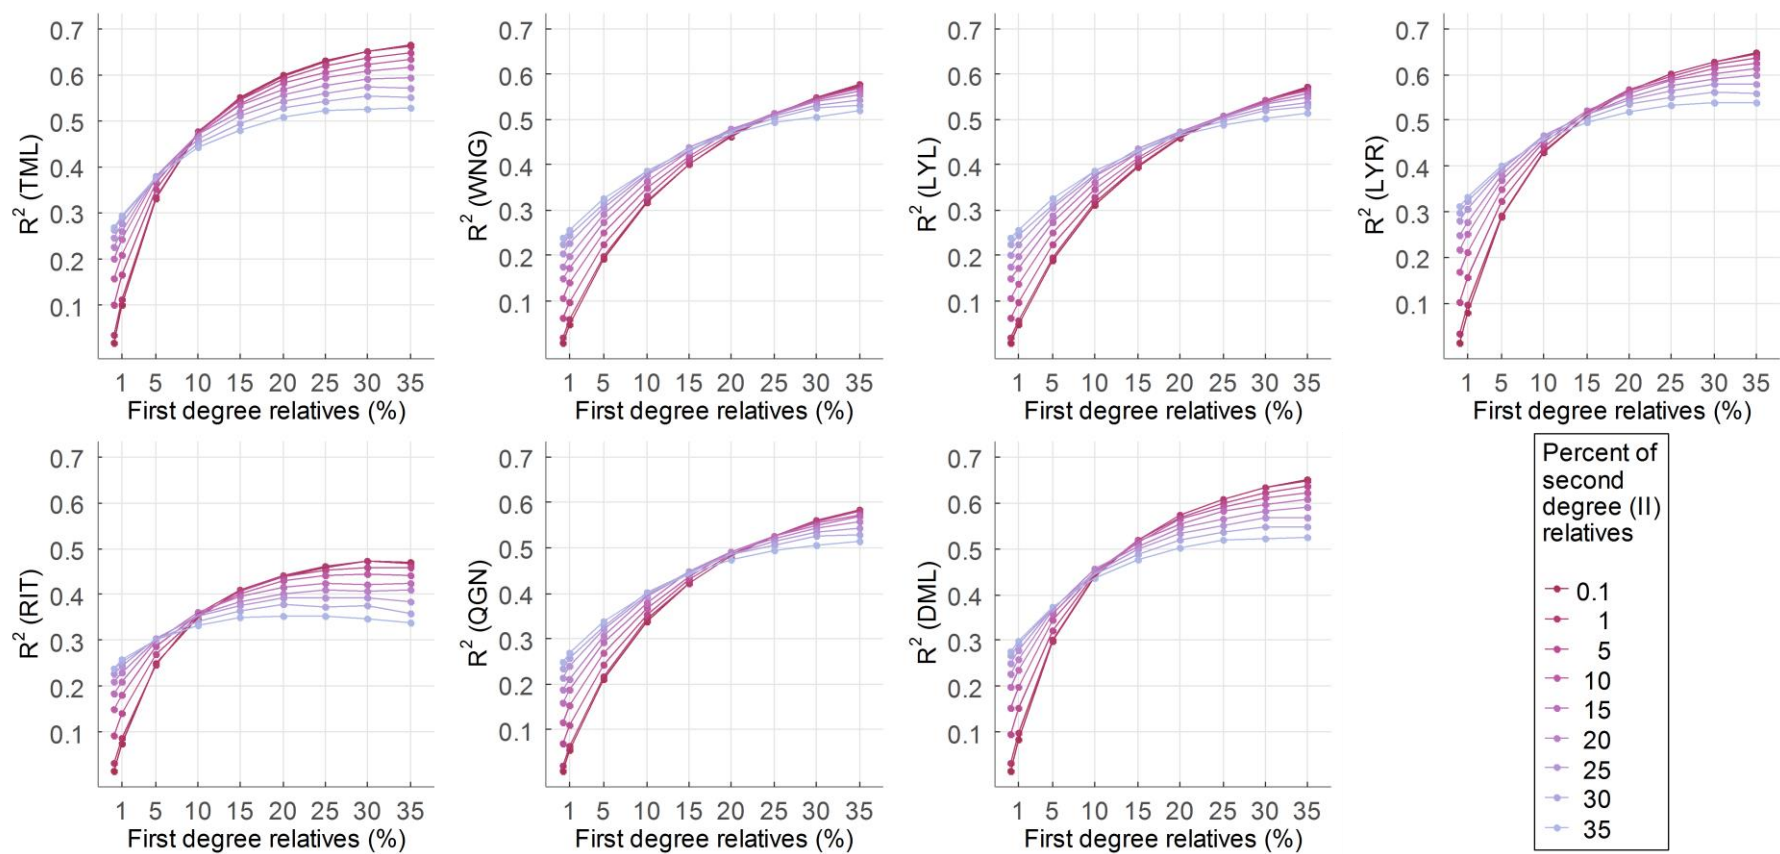 0.7
0.6
0.5
0.4
0.3
0.2
0.1
R² (TML)
1 5 10 15 20 25 30 35
First degree relatives (%)
0.7
0.6
0.5
0.4
0.3
0.2
0.1
R² (WNG)
1 5 10 15 20 25 30 35
First degree relatives (%)
0.7
0.6
0.5
0.4
0.3
0.2
0.1
R² (LYL)
1 5 10 15 20 25 30 35
First degree relatives (%)
0.7
0.6
0.5
0.4
0.3
0.2
0.1
R² (LYR)
1 5 10 15 20 25 30 35
First degree relatives (%)
0.7
0.6
0.5
0.4
0.3
0.2
0.1
R² (RIT)
1 5 10 15 20 25 30 35
First degree relatives (%)
0.7
0.6
0.5
0.4
0.3
0.2
0.1
R² (QGN)
1 5 10 15 20 25 30 35
First degree relatives (%)
0.7
0.6
0.5
0.4
0.3
0.2
0.1
R² (DML)
1 5 10 15 20 25 30 35
First degree relatives (%)
Percent of
second
degree (II)
relatives
0.1
1
5
10
15
20
25
30
35